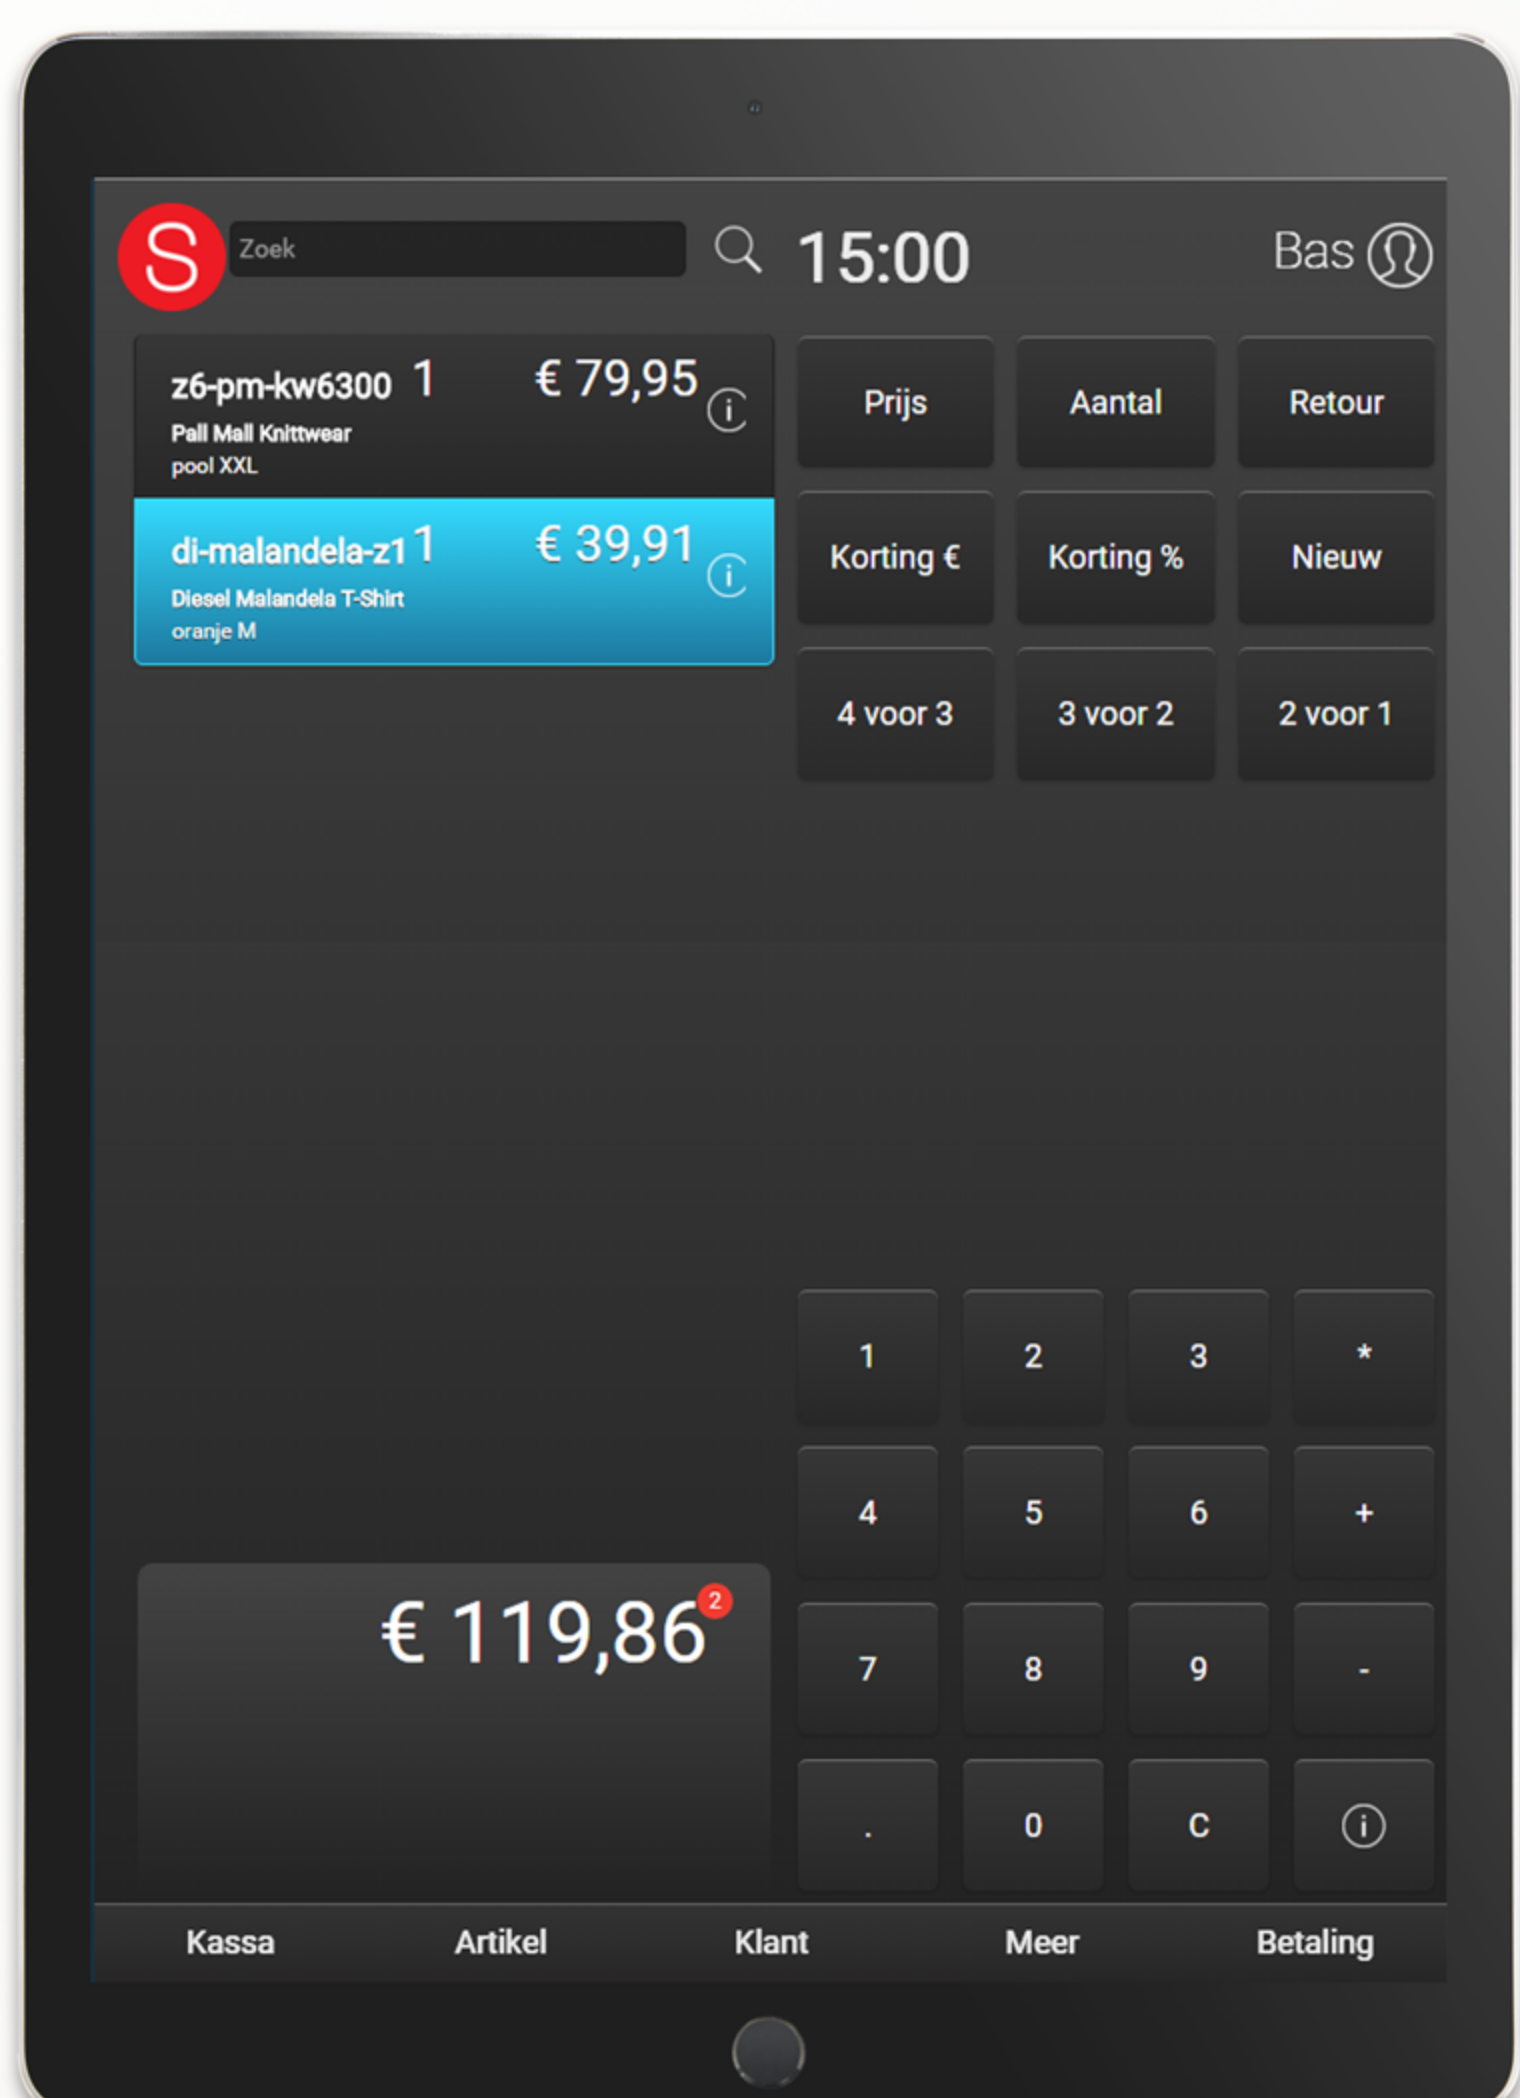 S
Zoek
15:00
Bas
z6-pm-kw6300 1 € 79,95
Pall Mall Knittwear
pool XXL
di-malandela-z1 1 € 39,91
Diesel Malandela T-Shirt
oranje M
Prijs Aantal Retour
Korting € Korting % Nieuw
4 voor 3 3 voor 2 2 voor 1
1 2 3 *
4 5 6 +
7 8 9 -
. 0 C i
€ 119,86 2
Kassa Artikel Klant Meer Betaling